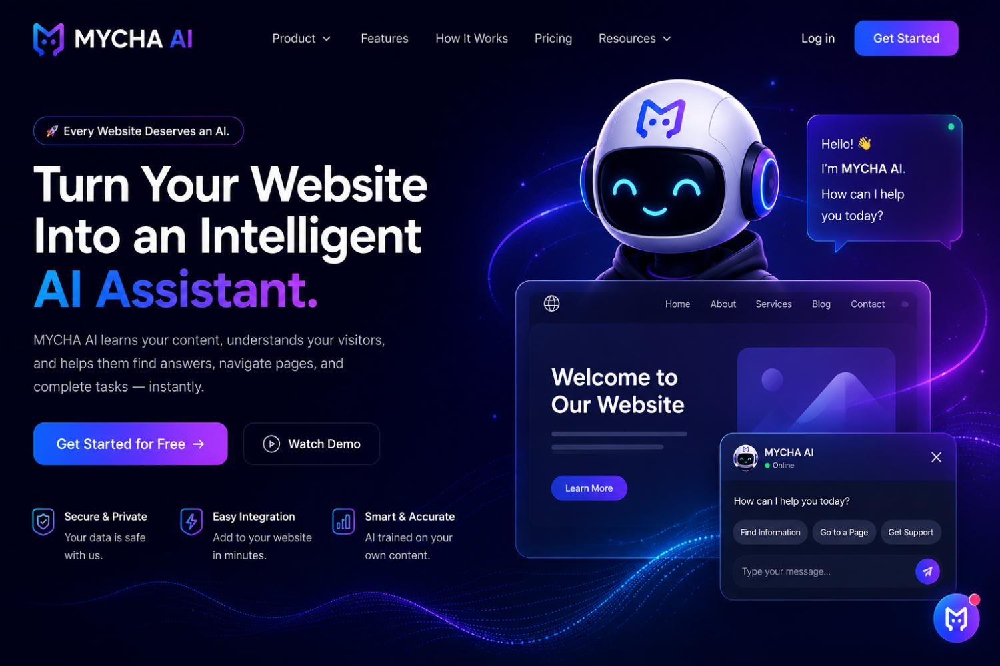 MYCHA AI
Product
Features
How It Works
Pricing
Resources
Log in
Get Started
🚀 Every Website Deserves an AI.
Turn Your Website
Into an Intelligent
AI Assistant.
MYCHA AI learns your content, understands your visitors,
and helps them find answers, navigate pages, and
complete tasks — instantly.
Get Started for Free →
Watch Demo
Secure & Private
Your data is safe
with us.
Easy Integration
Add to your website
in minutes.
Smart & Accurate
AI trained on your
own content.
Hello! 👋
I'm MYCHA AI.
How can I help
you today?
Home
About
Services
Blog
Contact
Welcome to
Our Website
Learn More
MYCHA AI
Online
How can I help you today?
Find Information
Go to a Page
Get Support
Type your message...